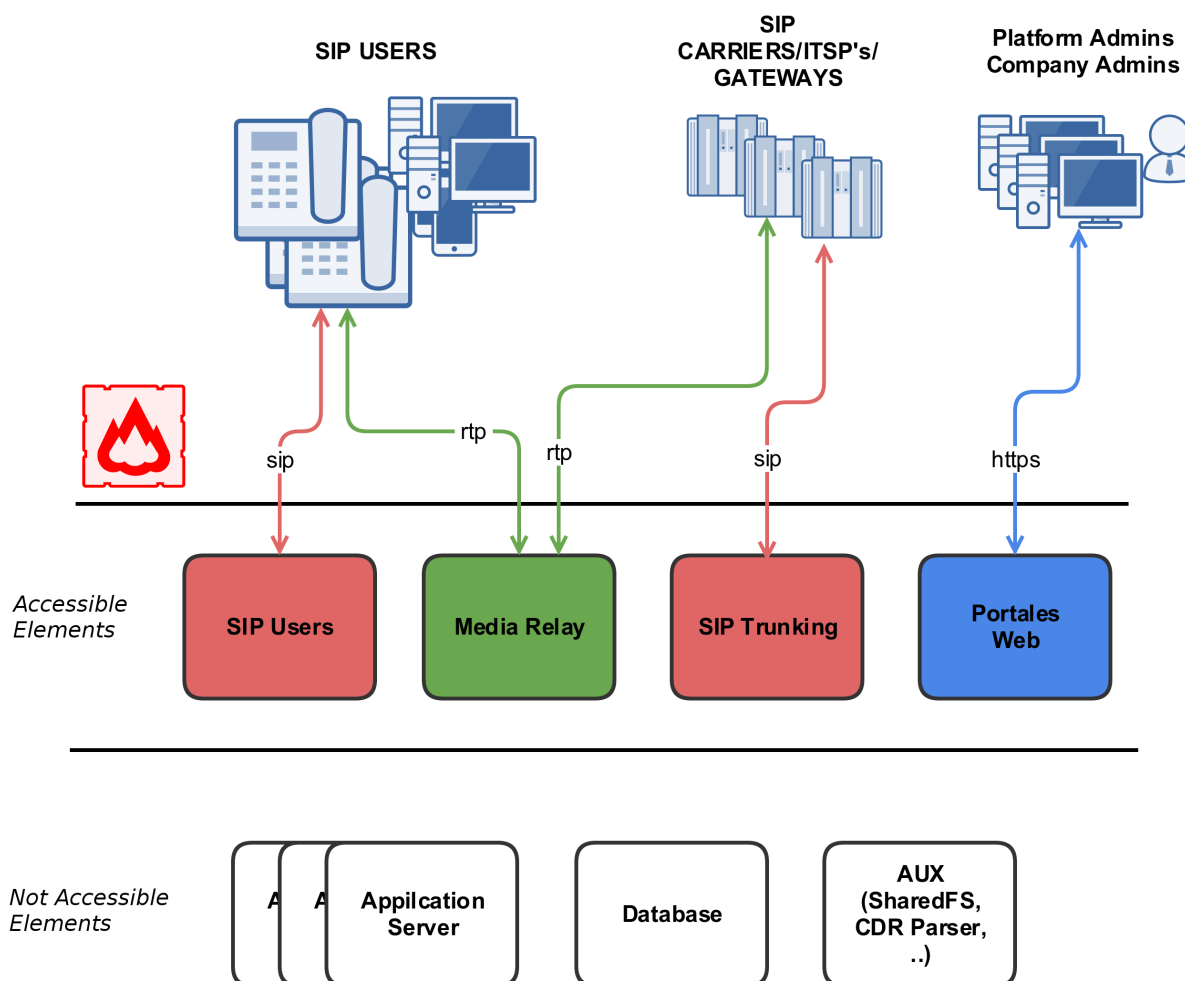 SIP USERS
SIP
CARRIERS/ITSP's/
GATEWAYS
Platform Admins
Company Admins
sip
rtp
rtp
sip
https
Accessible
Elements
SIP Users
Media Relay
SIP Trunking
Portales
Web
Not Accessible
Elements
A
A
Appilcation
Server
Database
AUX
(SharedFS,
CDR Parser,
..)